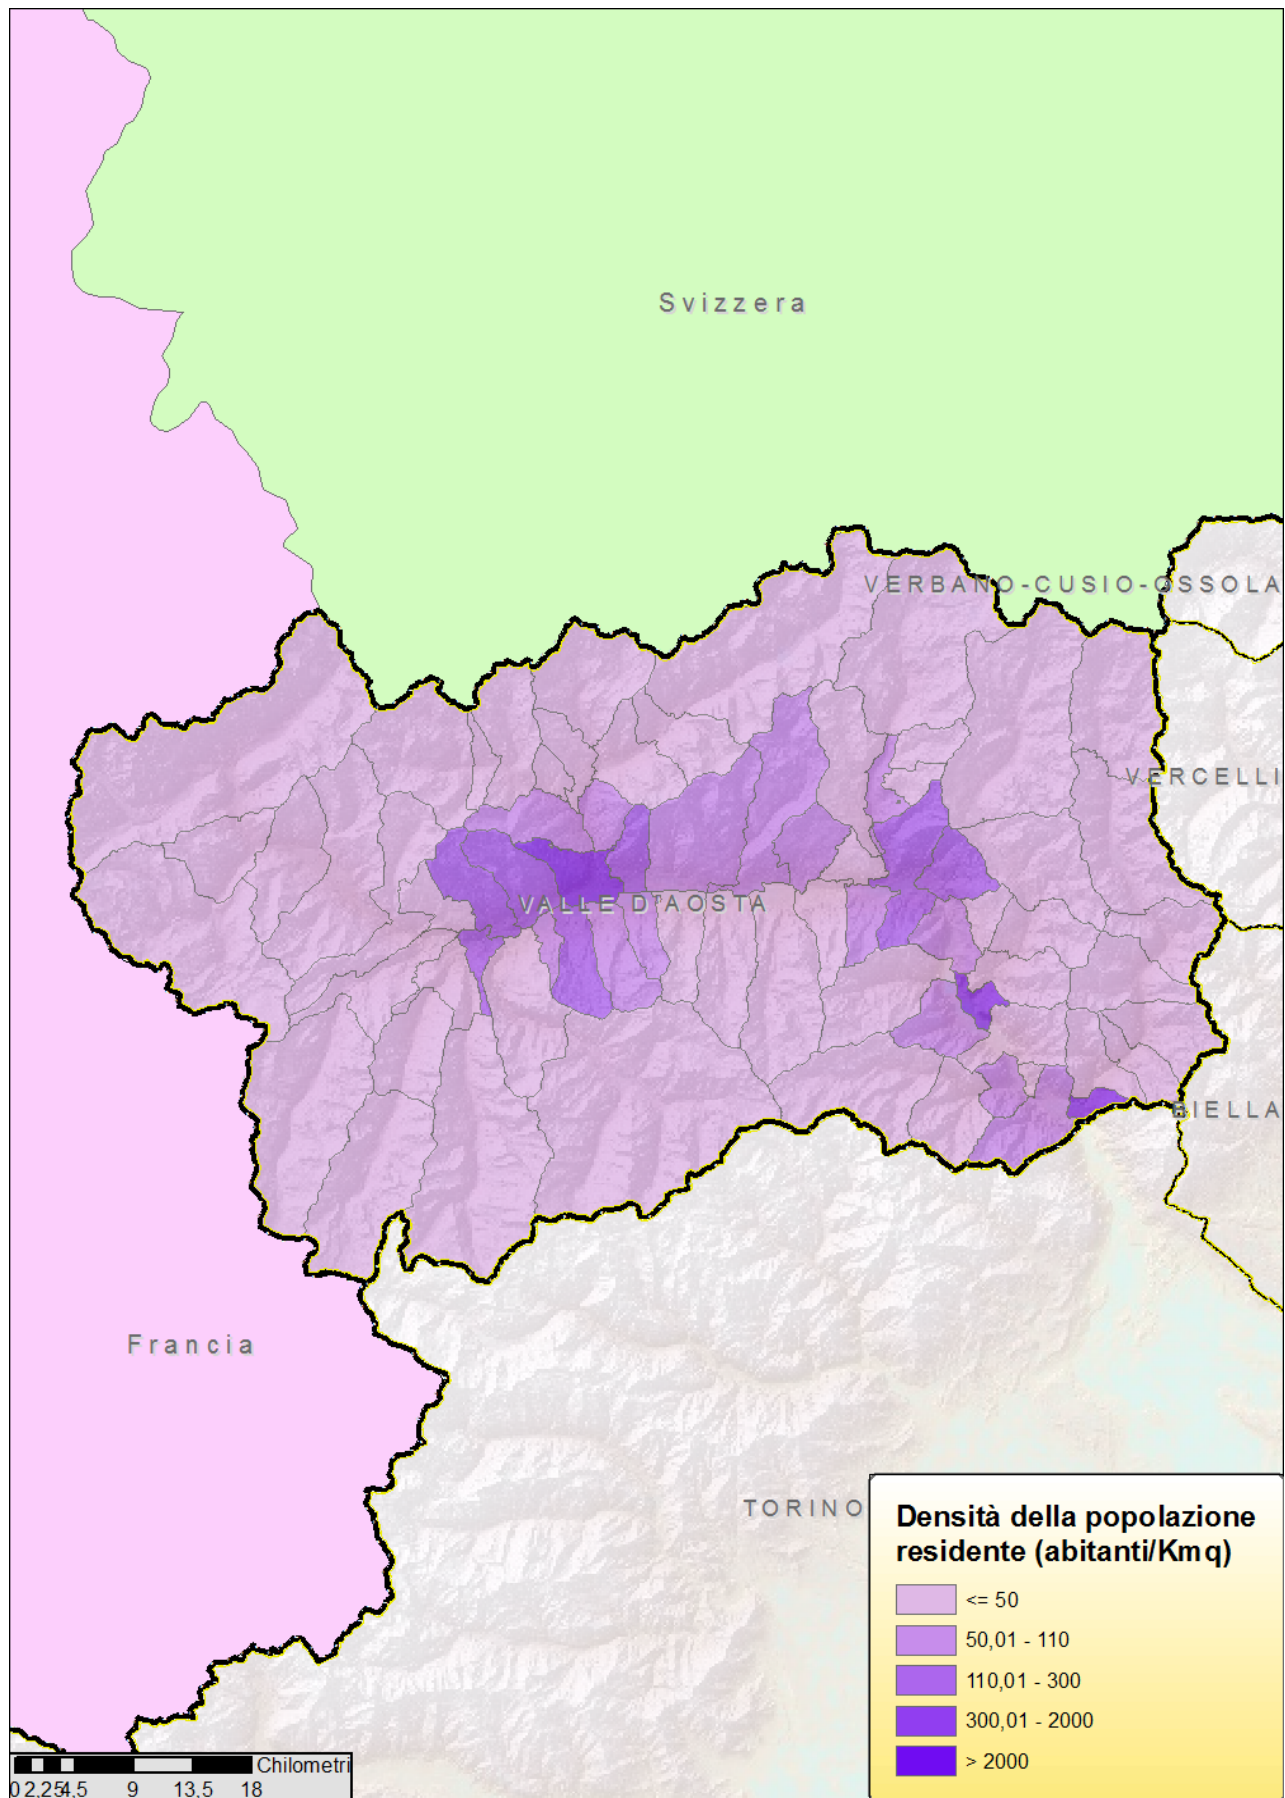 Svizzera
VERBANO-CUSIO-OSSOLA
VERCELLI
VALLE D'AOSTA
BIELLA
Francia
TORINO
Densità della popolazione
residente (abitanti/Kmq)
<= 50
50,01 - 110
110,01 - 300
300,01 - 2000
> 2000
Chilometri
0 2,25 4,5 9 13,5 18